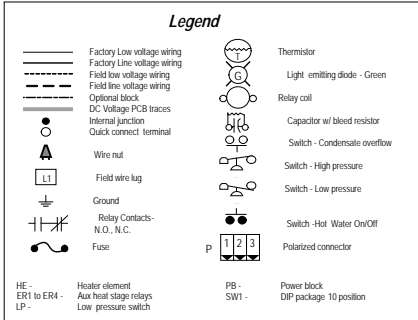 Legend
Factory Low voltage wiring
Factory Line voltage wiring
Field low voltage wiring
Field line voltage wiring
Optional block
DC Voltage PCB traces
Internal junction
Quick connect terminal
Wire nut
L1
Field wire lug
Ground
Relay Contacts-
N.O., N.C.
Fuse
T
Thermistor
G
Light emitting diode - Green
Relay coil
Capacitor w/ bleed resistor
Switch - Condensate overflow
Switch - High pressure
Switch - Low pressure
Switch -Hot Water On/Off
P
1 2 3
Polarized connector
HE - Heater element
ER1 to ER4 - Aux heat stage relays
LP - Low pressure switch
PB - Power block
SW1 - DIP package 10 position